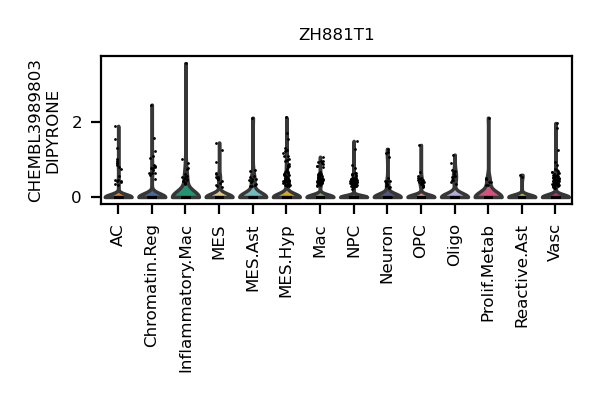 ZH881T1
CHEMBL3989803
DIPYRONE
2
0
AC
Chromatin.Reg
Inflammatory.Mac
MES
MES.Ast
MES.Hyp
Mac
NPC
Neuron
OPC
Oligo
Prolif.Metab
Reactive.Ast
Vasc